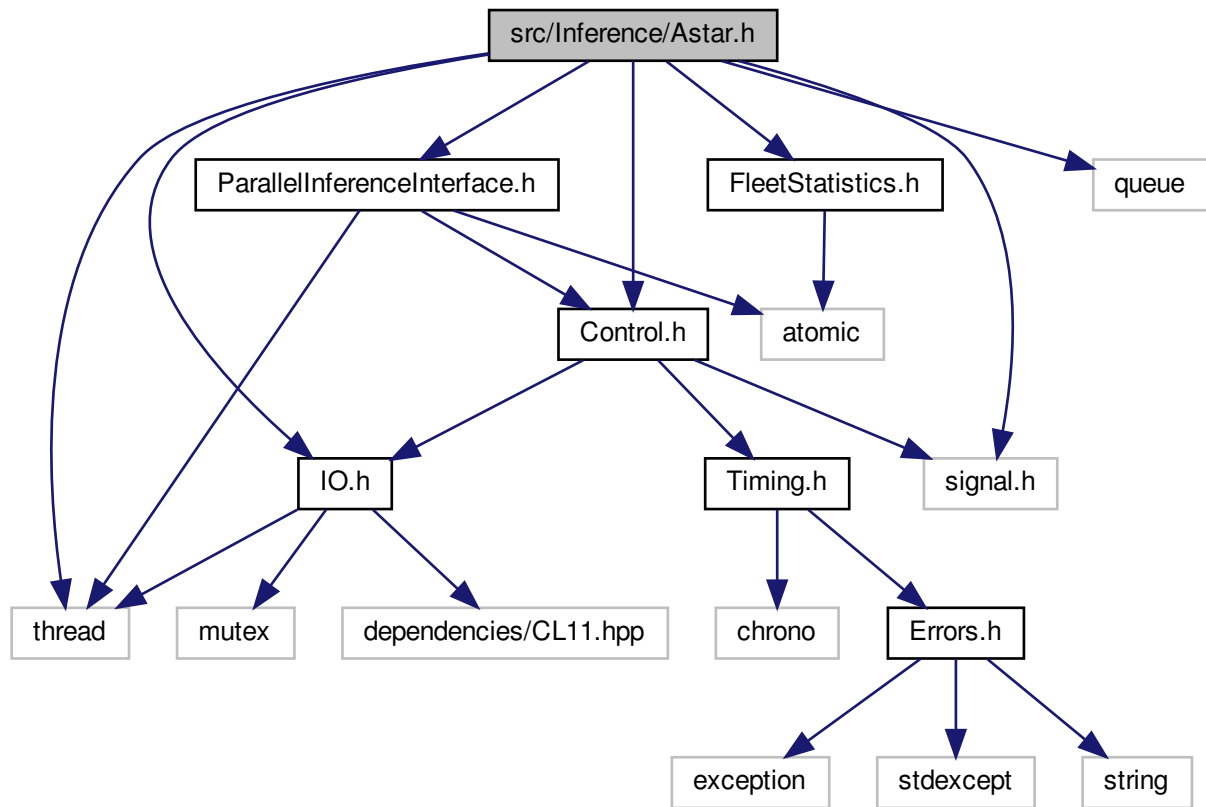 src/Inference/Astar.h
ParallelInferenceInterface.h
FleetStatistics.h
queue
Control.h
atomic
IO.h
Timing.h
signal.h
thread
mutex
dependencies/CL11.hpp
chrono
Errors.h
exception
stdexcept
string